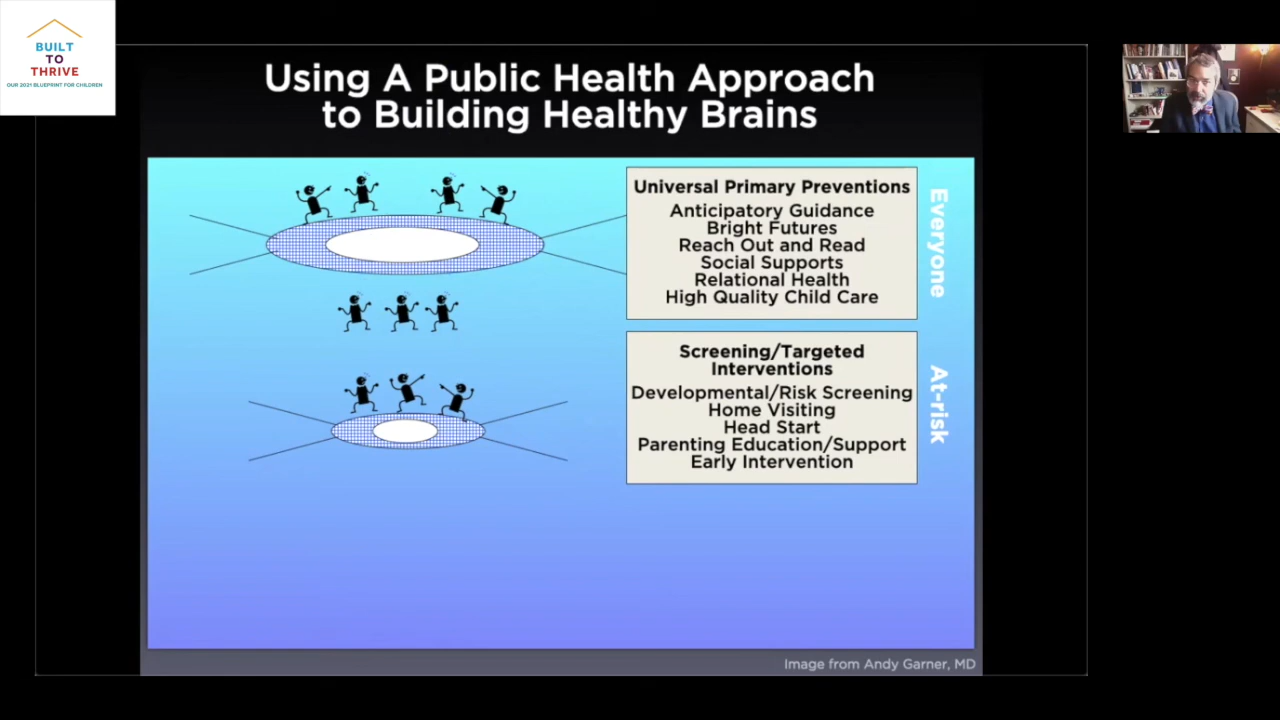 BUILT
TO
THRIVE
OUR 2021 BLUEPRINT FOR CHILDREN
Using A Public Health Approach
to Building Healthy Brains
Universal Primary Preventions
Anticipatory Guidance
Bright Futures
Reach Out and Read
Social Supports
Relational Health
High Quality Child Care
Everyone
Screening/Targeted
Interventions
Developmental/Risk Screening
Home Visiting
Head Start
Parenting Education/Support
Early Intervention
At-risk
Image from Andy Garner, MD